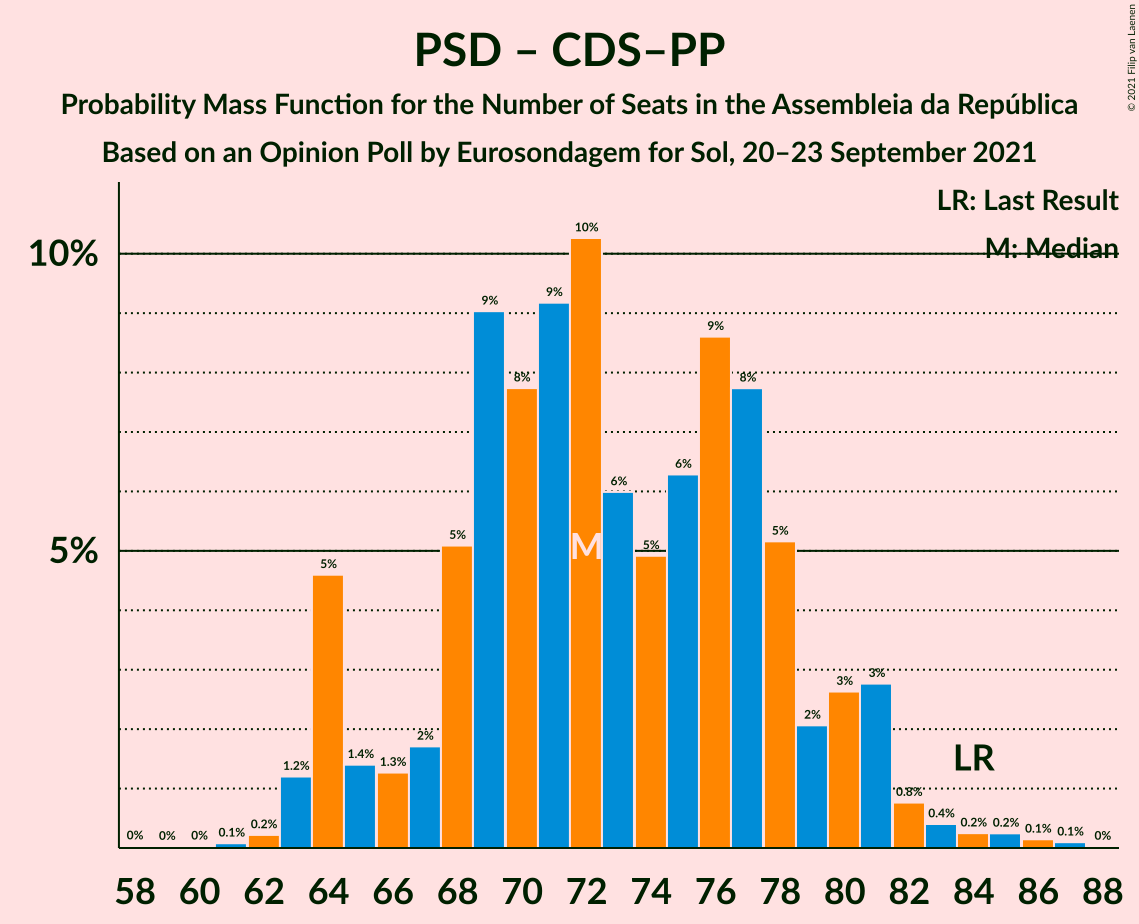 PSD – CDS–PP
Probability Mass Function for the Number of Seats in the Assembleia da República
Based on an Opinion Poll by Eurosondagem for Sol, 20–23 September 2021
© 2021 Filip van Laenen
LR: Last Result
M: Median
10%
5%
0% 0% 0% 0.1% 0.2% 1.2% 5% 1.4% 1.3% 2% 5% 9% 8% 9% 10% 6% 5% 6% 9% 8% 5% 2% 3% 3% 0.8% 0.4% 0.2% 0.2% 0.1% 0.1% 0%
M
LR
58 60 62 64 66 68 70 72 74 76 78 80 82 84 86 88